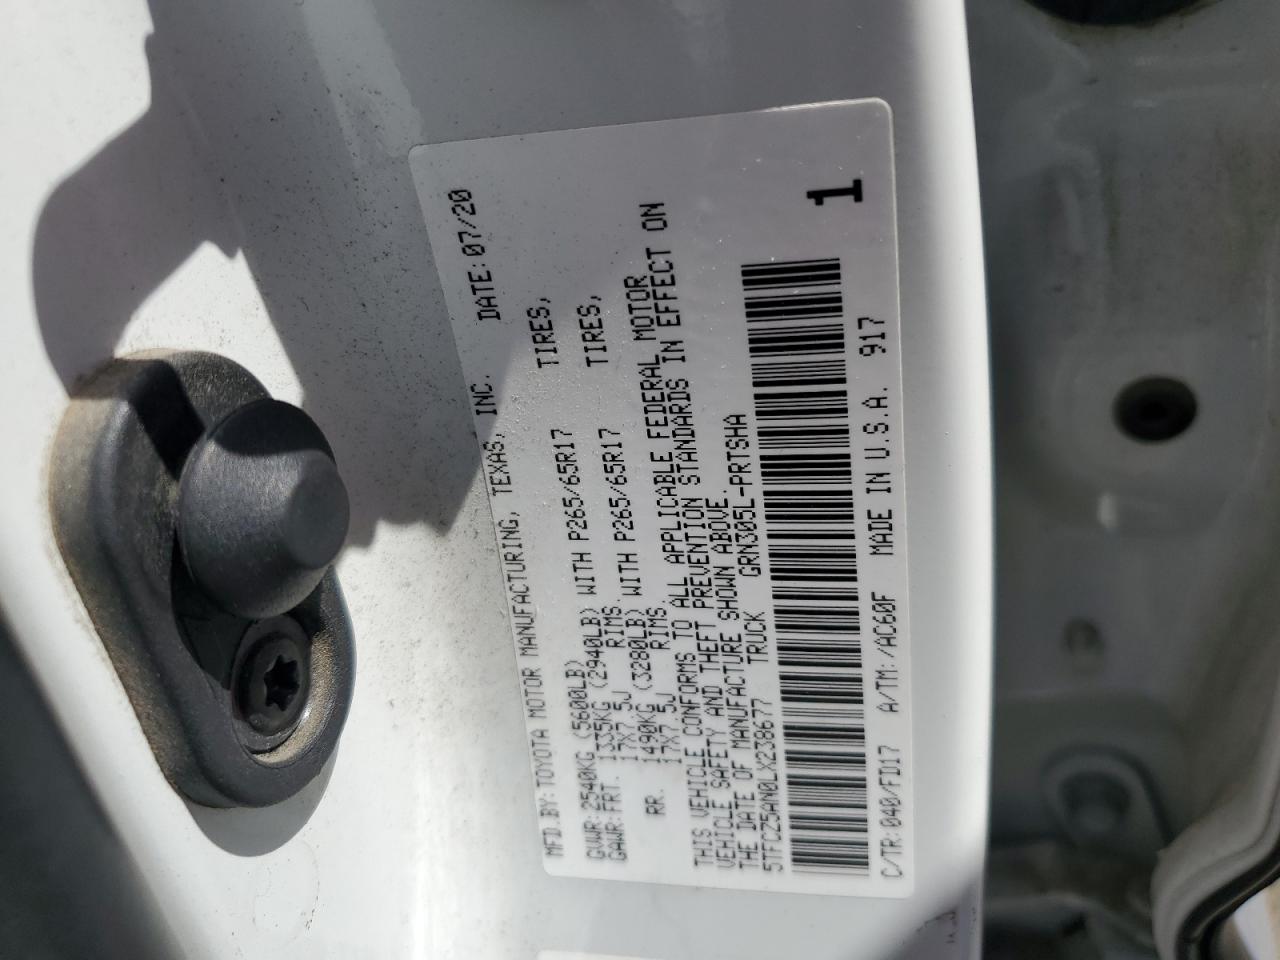 MFD.BY:TOYOTA MOTOR MANUFACTURING, TEXAS, INC. DATE:07/20
GVWR:2540KG (5600LB)
GAWR:FRT. 1335KG (2940LB) WITH P265/65R17 TIRES,
17X7.5J RIMS.
RR. 1490KG (3280LB) WITH P265/65R17 TIRES,
17X7.5J RIMS
THIS VEHICLE CONFORMS TO ALL APPLICABLE FEDERAL MOTOR
VEHICLE SAFETY AND THEFT PREVENTION STANDARDS IN EFFECT ON
THE DATE OF MANUFACTURE SHOWN ABOVE.
5TFCZ5AN0LX238677 TRUCK GRN305L-PRTSHA
1
C/TR:040/FD17 A/TM:/AC60F MADE IN U.S.A. 917